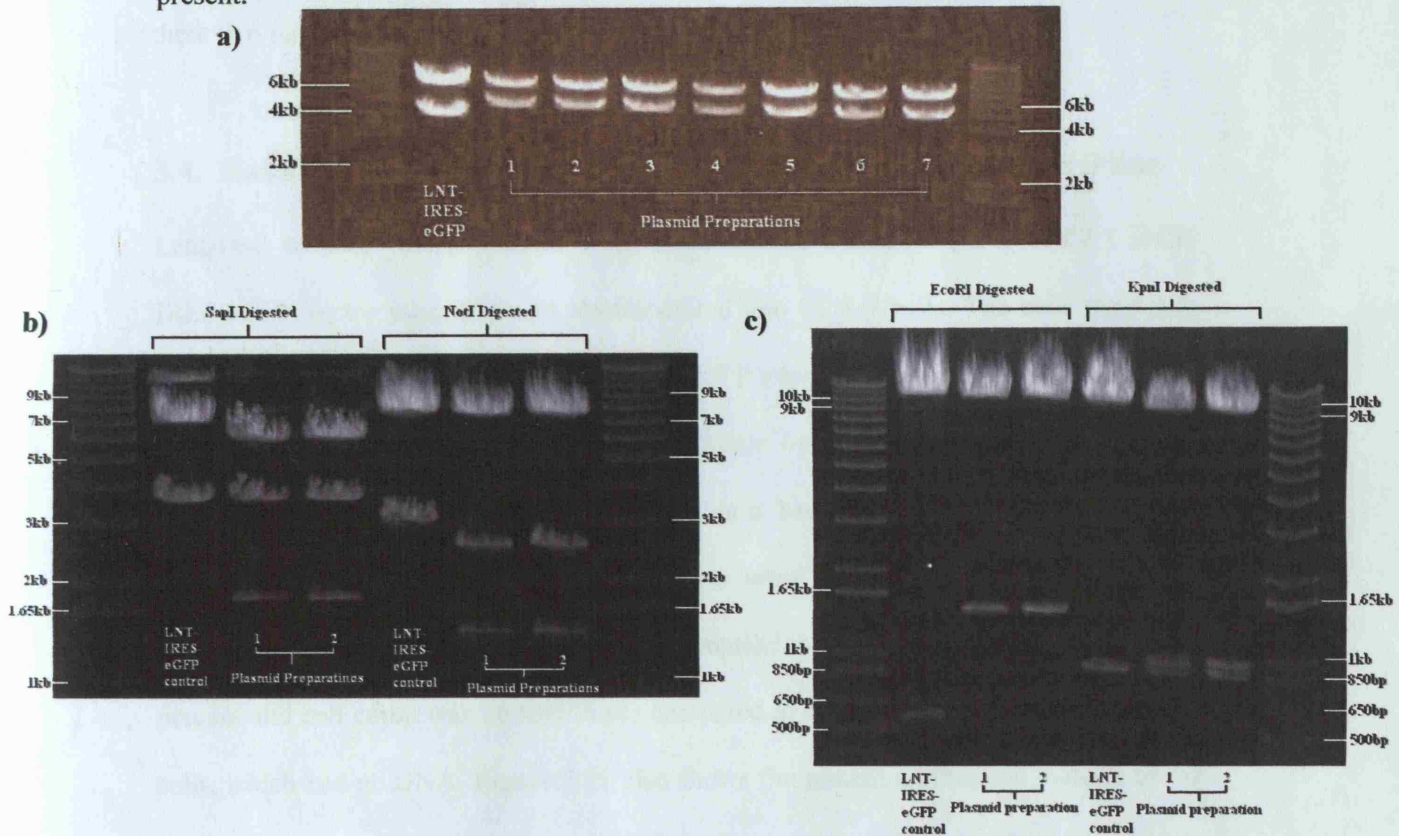 present.
a)
6kb
4kb
2kb
6kb
4kb
2kb
1 2 3 4 5 6 7
LNT-
IRES-
eGFP
Plasmid Preparations
b)
SapI Digested
NotI Digested
9kb
7kb
5kb
3kb
2kb
1.65kb
1kb
9kb
7kb
5kb
3kb
2kb
1.65kb
1kb
LNT-
IRES
eGFP
control
1 2
Plasmid Preparatinos
LNT-
IRES
eGFP
control
1 2
Plasmid Preparations
c)
EcoRI Digested
KpnI Digested
10kb
9kb
1.65kb
1kb
850bp
650bp
500bp
10kb
9kb
1.65kb
1kb
850bp
650bp
500bp
LNT-
IRES-
eGFP
control
1 2
Plasmid preparation
LNT-
IRES-
eGFP
control
1 2
Plasmid preparation